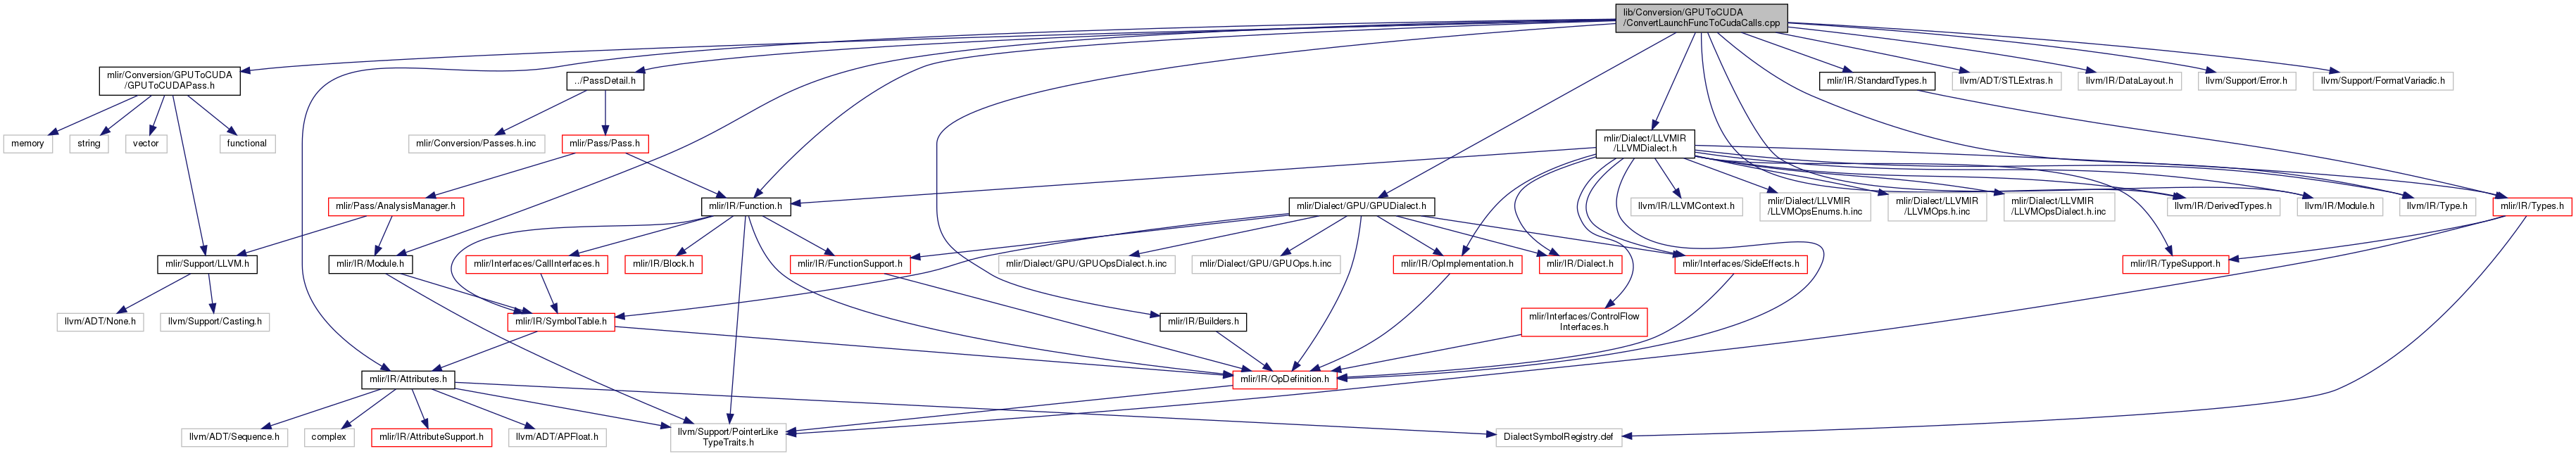 lib/Conversion/GPUToCUDA
/ConvertLaunchFuncToCudaCalls.cpp
mlir/Conversion/GPUToCUDA
/GPUToCUDAPass.h
../PassDetail.h
mlir/IR/StandardTypes.h
llvm/ADT/STLExtras.h
llvm/IR/DataLayout.h
llvm/Support/Error.h
llvm/Support/FormatVariadic.h
memory
string
vector
functional
mlir/Conversion/Passes.h.inc
mlir/Pass/Pass.h
mlir/Dialect/LLVMIR
/LLVMDialect.h
mlir/Pass/AnalysisManager.h
mlir/IR/Function.h
mlir/Dialect/GPU/GPUDialect.h
llvm/IR/LLVMContext.h
mlir/Dialect/LLVMIR
/LLVMOpsEnums.h.inc
mlir/Dialect/LLVMIR
/LLVMOps.h.inc
mlir/Dialect/LLVMIR
/LLVMOpsDialect.h.inc
llvm/IR/DerivedTypes.h
llvm/IR/Module.h
llvm/IR/Type.h
mlir/IR/Types.h
mlir/Support/LLVM.h
mlir/IR/Module.h
mlir/Interfaces/CallInterfaces.h
mlir/IR/Block.h
mlir/IR/FunctionSupport.h
mlir/Dialect/GPU/GPUOpsDialect.h.inc
mlir/Dialect/GPU/GPUOps.h.inc
mlir/IR/OpImplementation.h
mlir/IR/Dialect.h
mlir/Interfaces/SideEffects.h
mlir/IR/TypeSupport.h
llvm/ADT/None.h
llvm/Support/Casting.h
mlir/IR/SymbolTable.h
mlir/IR/Builders.h
mlir/Interfaces/ControlFlow
Interfaces.h
mlir/IR/Attributes.h
mlir/IR/OpDefinition.h
llvm/ADT/Sequence.h
complex
mlir/IR/AttributeSupport.h
llvm/ADT/APFloat.h
llvm/Support/PointerLike
TypeTraits.h
DialectSymbolRegistry.def